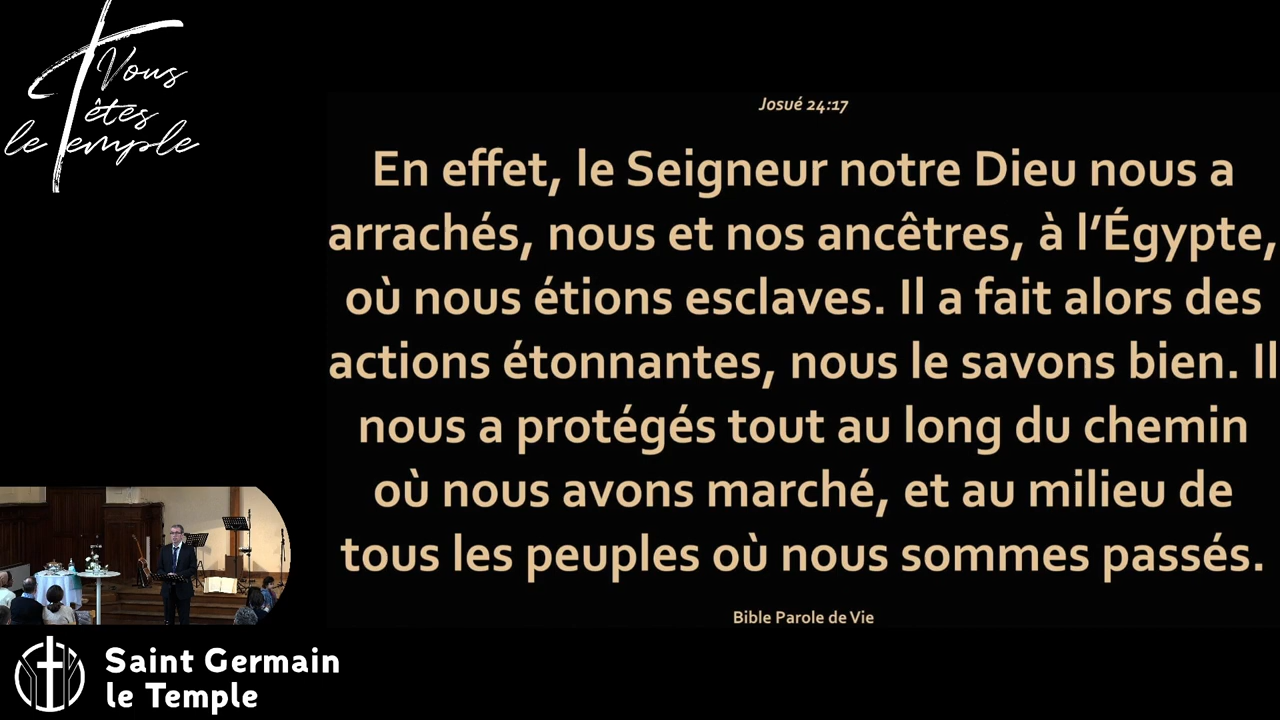 Vous
êtes
le Temple
Josué 24:17
En effet, le Seigneur notre Dieu nous a
arrachés, nous et nos ancêtres, à l’Égypte,
où nous étions esclaves. Il a fait alors des
actions étonnantes, nous le savons bien. Il
nous a protégés tout au long du chemin
où nous avons marché, et au milieu de
tous les peuples où nous sommes passés.
Bible Parole de Vie
Saint Germain
le Temple